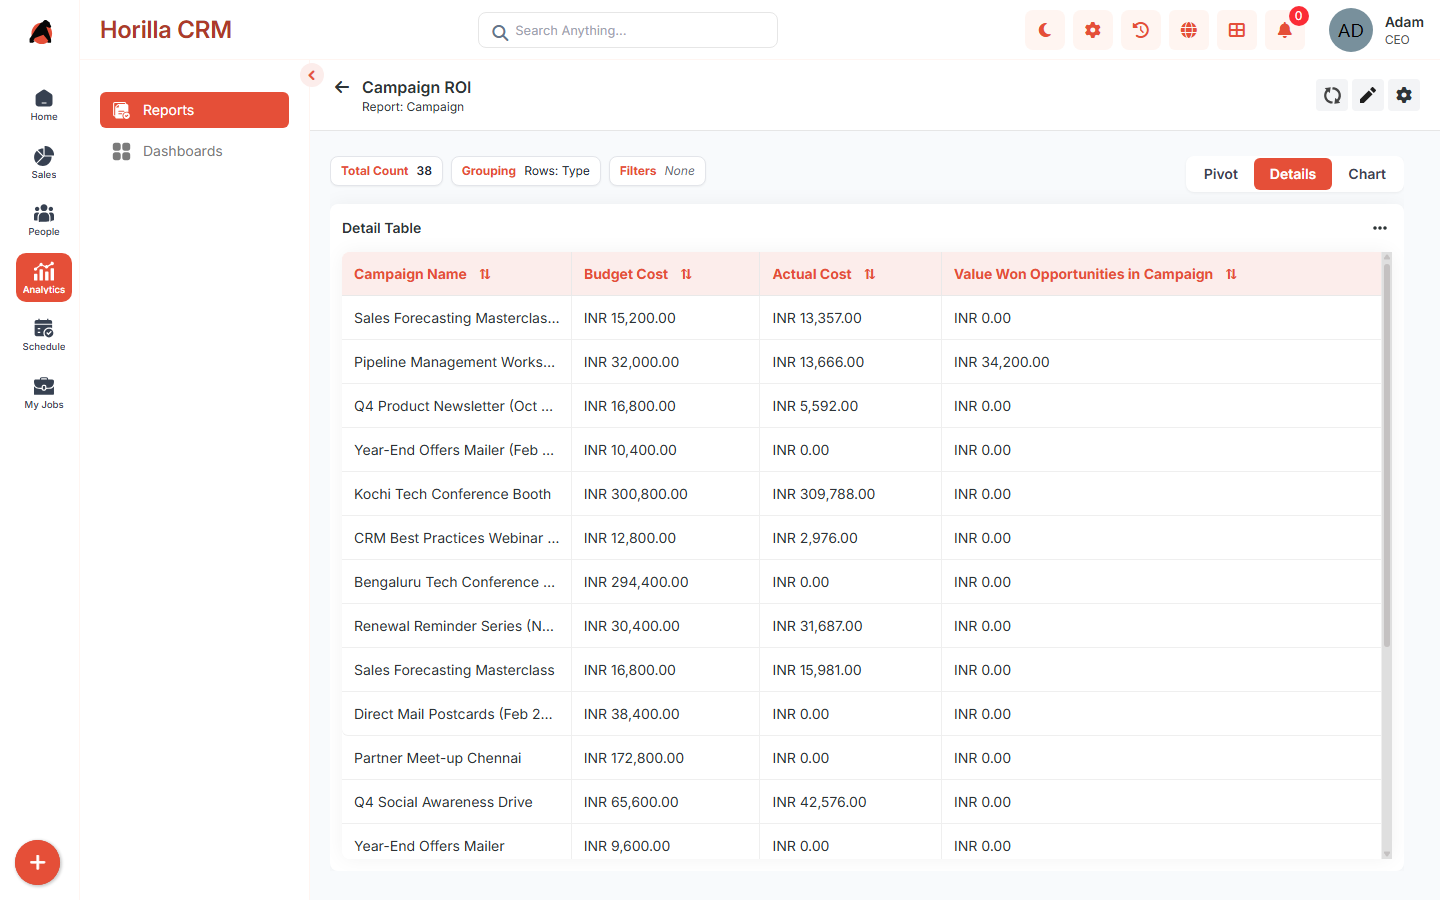 Horilla CRM
Search Anything...
0
AD
Adam
CEO
Home
Sales
People
Analytics
Schedule
My Jobs
Reports
Dashboards
Campaign ROI
Report: Campaign
Total Count 38
Grouping Rows: Type
Filters None
Pivot
Details
Chart
Detail Table
Campaign Name Budget Cost Actual Cost Value Won Opportunities in Campaign
Sales Forecasting Masterclas... INR 15,200.00 INR 13,357.00 INR 0.00
Pipeline Management Works... INR 32,000.00 INR 13,666.00 INR 34,200.00
Q4 Product Newsletter (Oct ... INR 16,800.00 INR 5,592.00 INR 0.00
Year-End Offers Mailer (Feb ... INR 10,400.00 INR 0.00 INR 0.00
Kochi Tech Conference Booth INR 300,800.00 INR 309,788.00 INR 0.00
CRM Best Practices Webinar ... INR 12,800.00 INR 2,976.00 INR 0.00
Bengaluru Tech Conference ... INR 294,400.00 INR 0.00 INR 0.00
Renewal Reminder Series (N... INR 30,400.00 INR 31,687.00 INR 0.00
Sales Forecasting Masterclass INR 16,800.00 INR 15,981.00 INR 0.00
Direct Mail Postcards (Feb 2... INR 38,400.00 INR 0.00 INR 0.00
Partner Meet-up Chennai INR 172,800.00 INR 0.00 INR 0.00
Q4 Social Awareness Drive INR 65,600.00 INR 42,576.00 INR 0.00
Year-End Offers Mailer INR 9,600.00 INR 0.00 INR 0.00